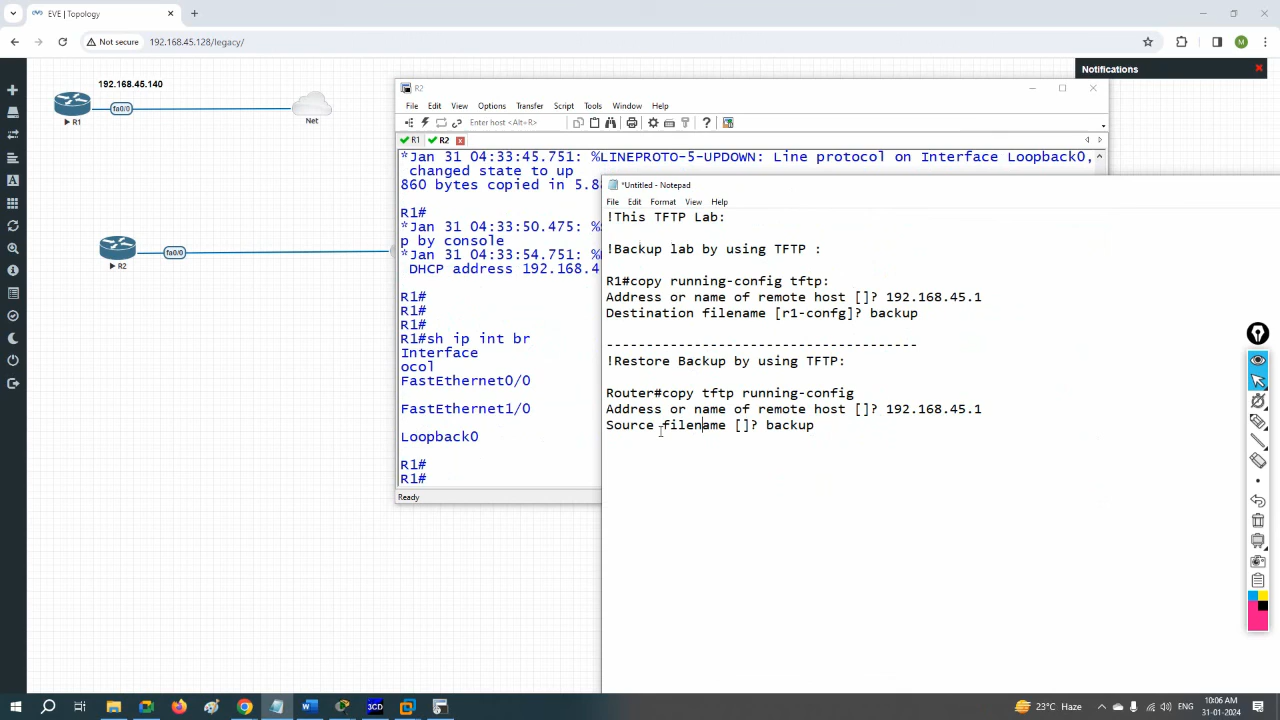 EVE | Topology
Not secure
192.168.45.128/legacy/
M
Notifications
192.168.45.140
fa0/0
R1
Net
fa0/0
R2
R2
File Edit View Options Transfer Script Tools Window Help
Enter host <Alt+R>
R1 R2
*Jan 31 04:33:45.751: %LINEPROTO-5-UPDOWN: Line protocol on Interface Loopback0,
changed state to up
860 bytes copied in 5.8
R1#
*Jan 31 04:33:50.475: %
p by console
*Jan 31 04:33:54.751: %
DHCP address 192.168.4
R1#
R1#
R1#
R1#sh ip int br
Interface
ocol
FastEthernet0/0
FastEthernet1/0
Loopback0
R1#
R1#
Ready
*Untitled - Notepad
File Edit Format View Help
!This TFTP Lab:
!Backup lab by using TFTP :
R1#copy running-config tftp:
Address or name of remote host []? 192.168.45.1
Destination filename [r1-confg]? backup
---------------------------------------
!Restore Backup by using TFTP:
Router#copy tftp running-config
Address or name of remote host []? 192.168.45.1
Source filename []? backup
3CD
23°C Haze
ENG
10:06 AM
31-01-2024